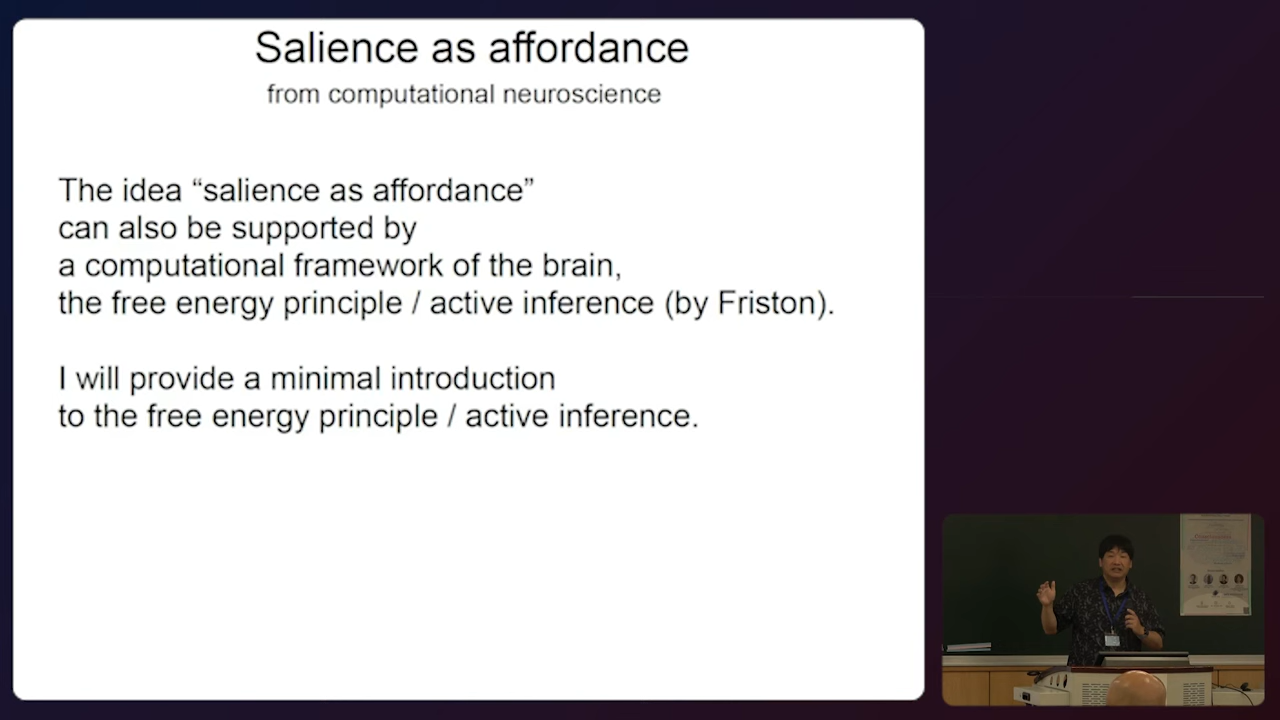 Salience as affordance
from computational neuroscience
The idea “salience as affordance”
can also be supported by
a computational framework of the brain,
the free energy principle / active inference (by Friston).
I will provide a minimal introduction
to the free energy principle / active inference.